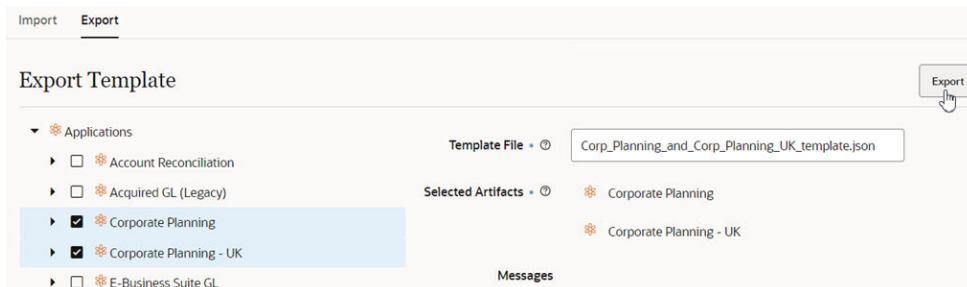 Import Export
Export Template
Export
Applications
Account Reconciliation
Acquired GL (Legacy)
Corporate Planning
Corporate Planning - UK
E-Business Suite GL
Template File
Corp_Planning_and_Corp_Planning_UK_template.json
Selected Artifacts
Corporate Planning
Corporate Planning - UK
Messages